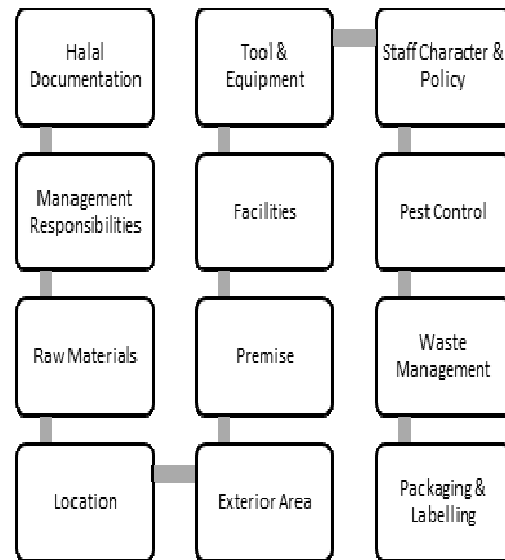 Halal
Documentation
Management
Responsibilities
Raw Materials
Location
Exterior Area
Premise
Facilities
Tool &
Equipment
Staff Character &
Policy
Pest Control
Waste
Management
Packaging &
Labelling